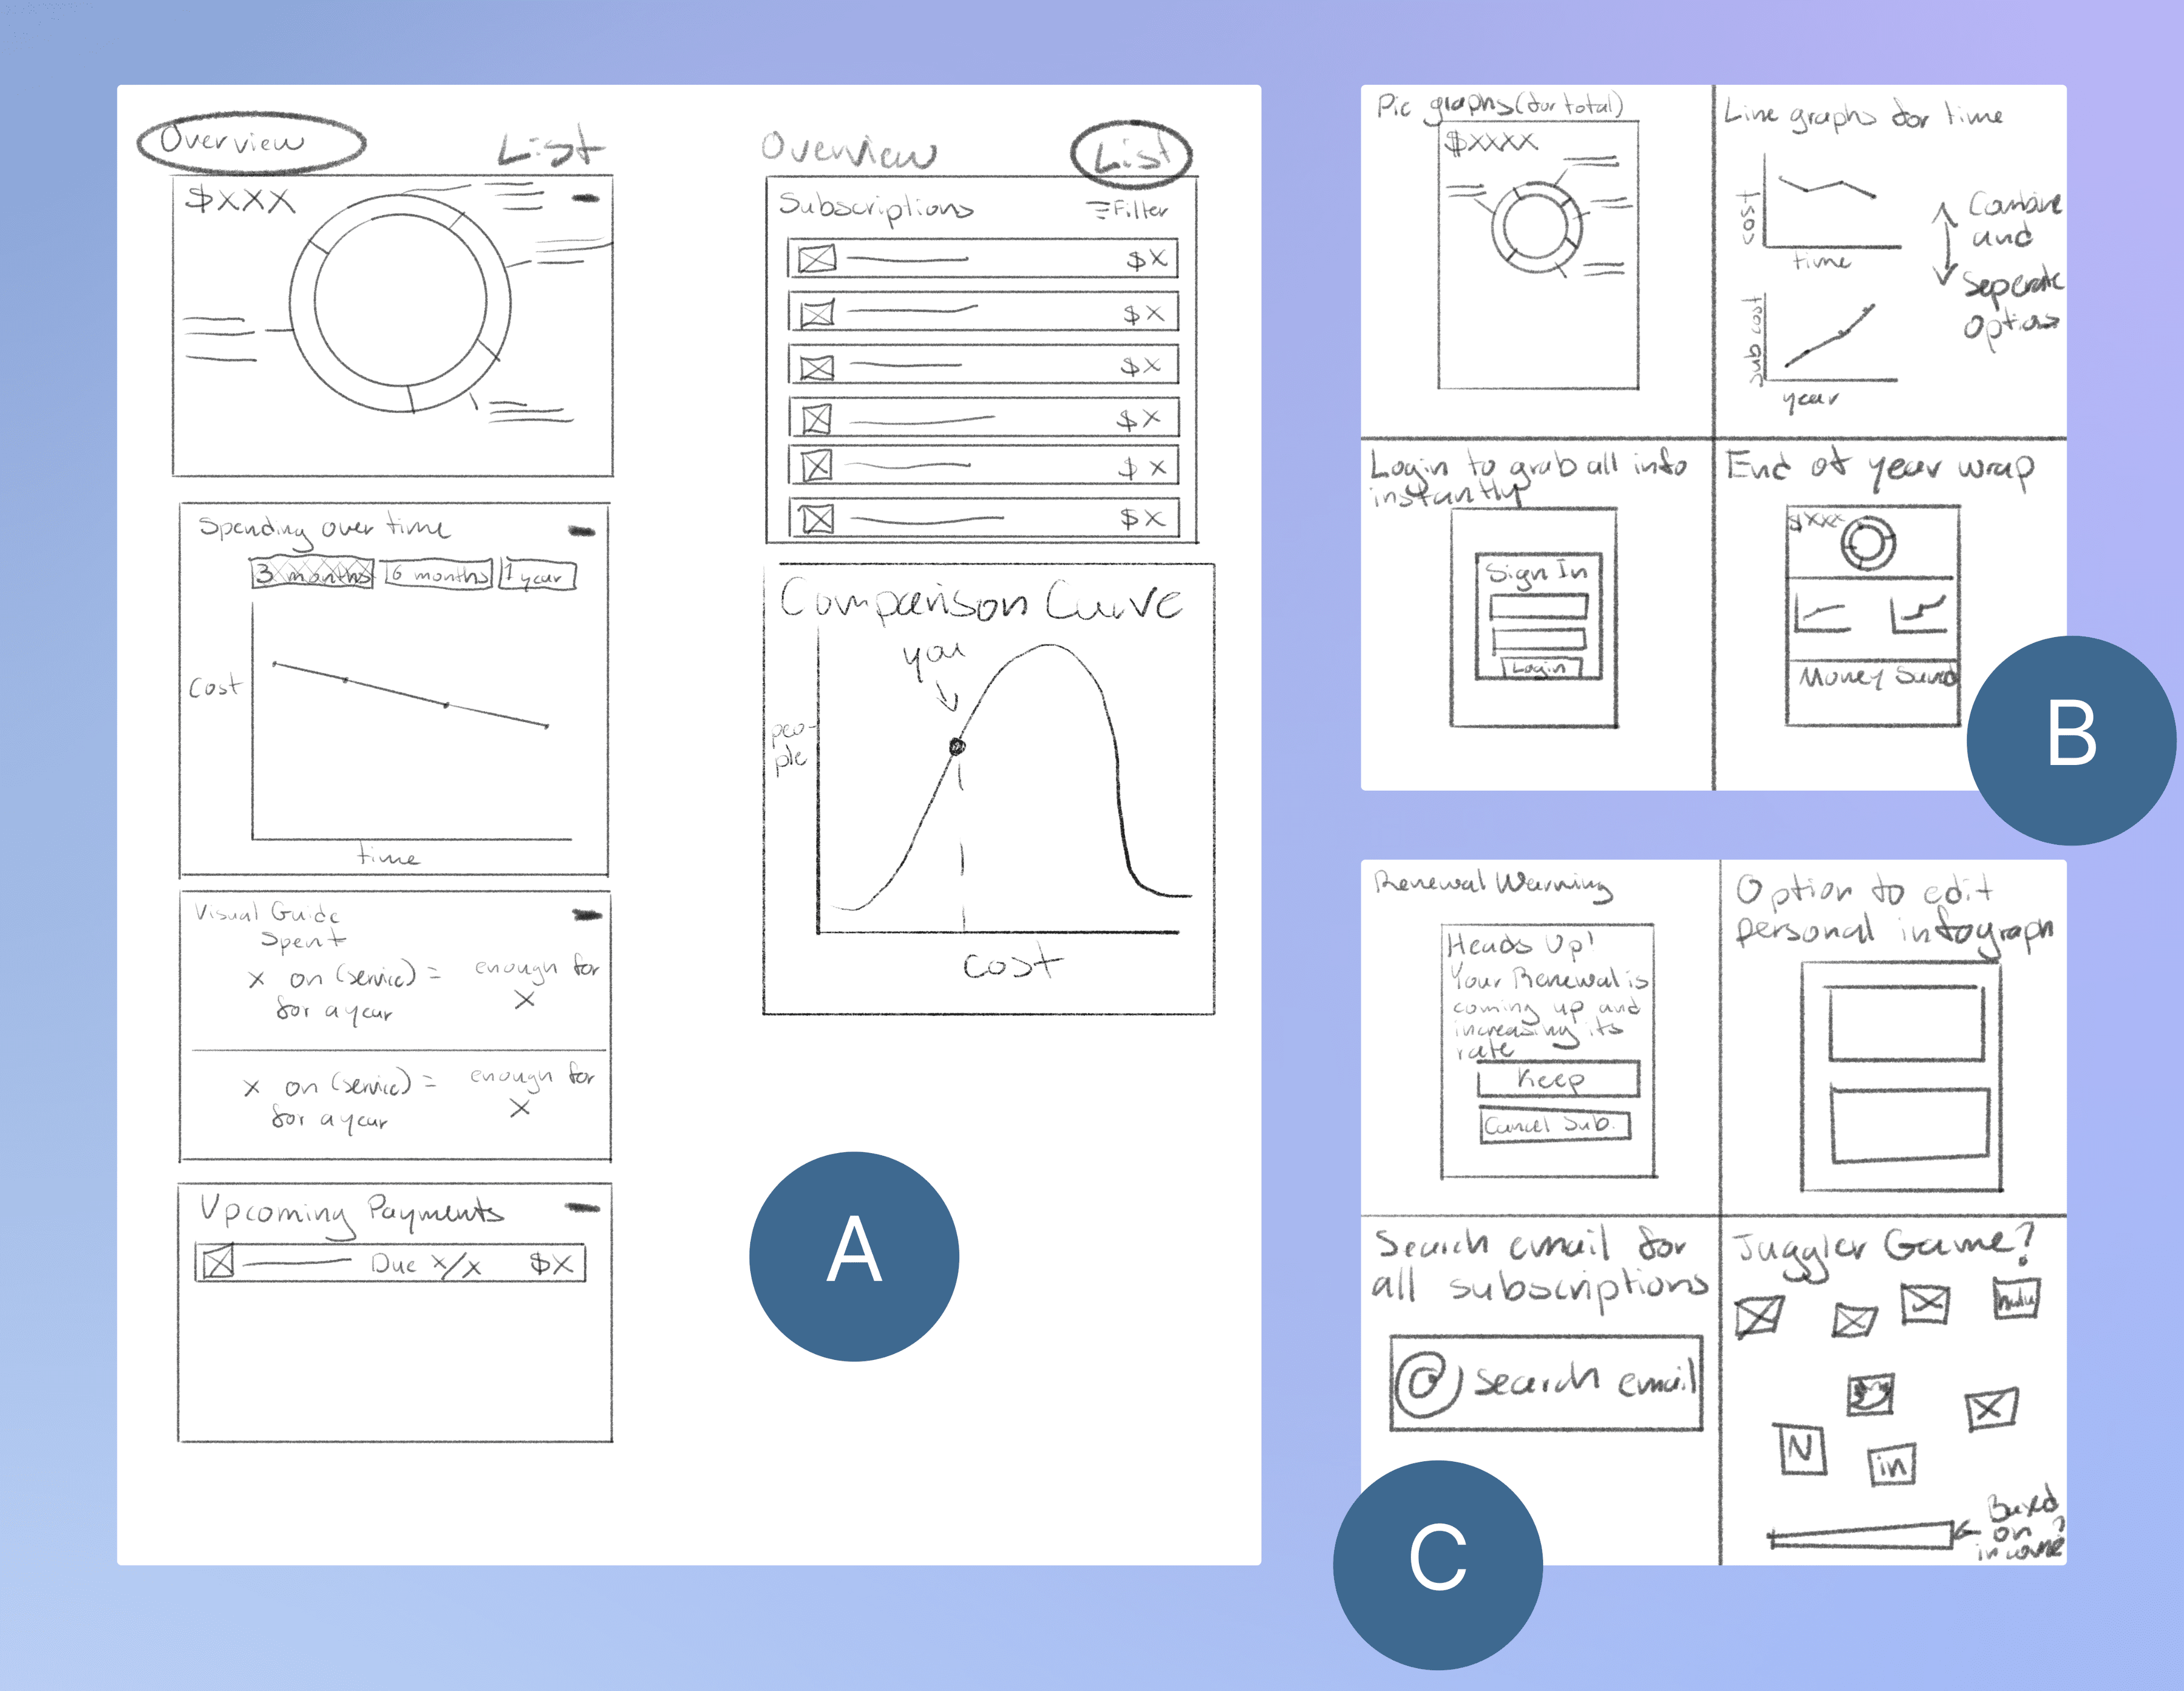 Overview
List
$XXX
Spending over time
3 months
6 months
1 year
Cost
time
Visual Guide
Spent
X on (service) =
for a year
enough for
X
X on (service) =
for a year
enough for
X
Upcoming Payments
Due x/x $X
Overview
List
Subscriptions
Filter
$X
$X
$X
$X
$X
$X
Comparison Curve
you
peo-
ple
cost
A
Pie graphs (for total)
$XXXX
Line graphs for time
cost
time
sub cost
year
Combine
and
Seperate
options
Login to grab all info
instantly
Sign In
Login
End of year wrap
$xxx
Money Saved
B
Renewal Warning
Heads Up!
Your Renewal is
coming up and
increasing its
rate
Keep
Cancel Sub.
Option to edit
personal infograph
Search email for
all subscriptions
@ Search email
Juggler Game?
hulu
N
in
Based
on
income?
C